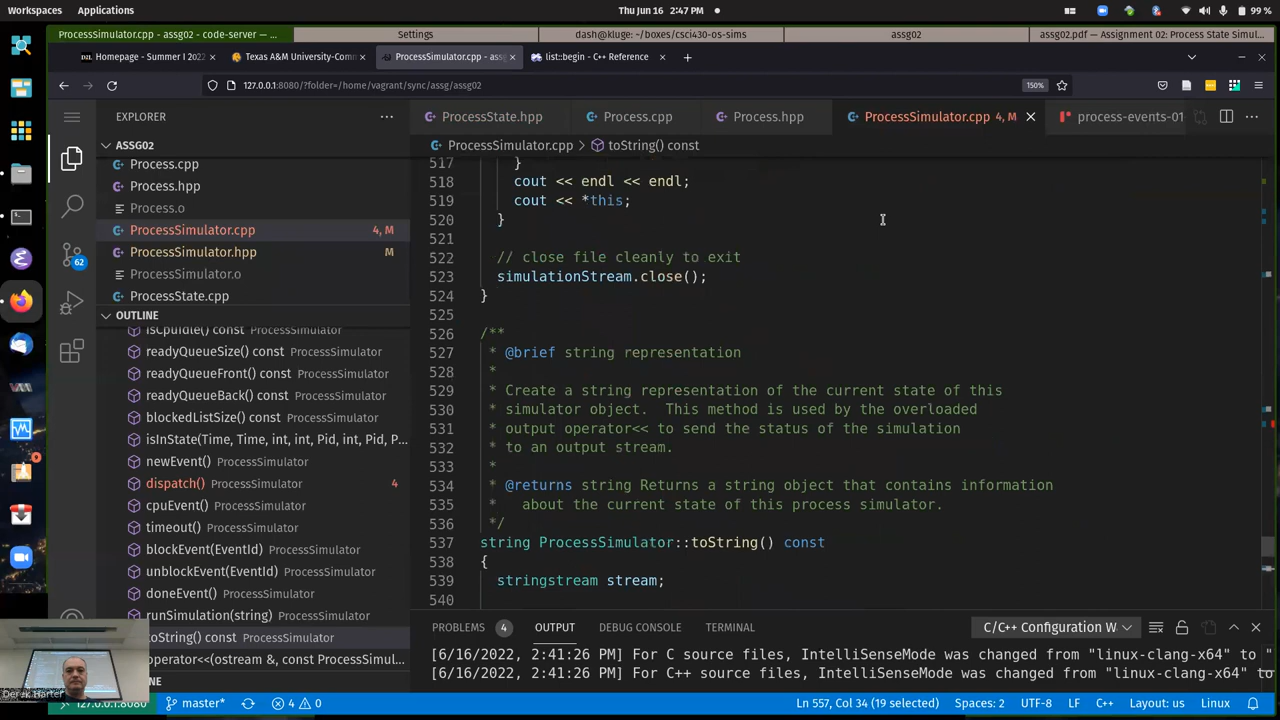 Workspaces Applications Thu Jun 16 2:47 PM 99 %
ProcessSimulator.cpp - assg02 - code-server — ... Settings dash@kluge: ~/boxes/csci430-os-sims assg02 assg02.pdf — Assignment 02: Process State Simul...
Homepage - Summer I 2022 Texas A&M University-Com ProcessSimulator.cpp - assg list::begin - C++ Reference
127.0.0.1:8080/?folder=/home/vagrant/sync/assg/assg02 150%
EXPLORER ... ProcessState.hpp Process.cpp Process.hpp ProcessSimulator.cpp 4, M process-events-01
ASSG02
ProcessSimulator.cpp > toString() const
Process.cpp
Process.hpp
Process.o
ProcessSimulator.cpp 4, M
ProcessSimulator.hpp M
ProcessSimulator.o
ProcessState.cpp
62
OUTLINE
isCpuIdle() const ProcessSimulator
readyQueueSize() const ProcessSimulator
readyQueueFront() const ProcessSimulator
readyQueueBack() const ProcessSimulator
blockedListSize() const ProcessSimulator
isInState(Time, Time, int, int, Pid, int, Pid, P...
newEvent() ProcessSimulator
dispatch() ProcessSimulator 4
cpuEvent() ProcessSimulator
timeout() ProcessSimulator
blockEvent(EventId) ProcessSimulator
unblockEvent(EventId) ProcessSimulator
doneEvent() ProcessSimulator
runSimulation(string) ProcessSimulator
toString() const ProcessSimulator
operator<<(ostream &, const ProcessSimul
9
517 }
518 cout << endl << endl;
519 cout << *this;
520 }
521
522 // close file cleanly to exit
523 simulationStream.close();
524 }
525
526 /**
527 * @brief string representation
528 *
529 * Create a string representation of the current state of this
530 * simulator object.  This method is used by the overloaded
531 * output operator<< to send the status of the simulation
532 * to an output stream.
533 *
534 * @returns string Returns a string object that contains information
535 *   about the current state of this process simulator.
536 */
537 string ProcessSimulator::toString() const
538 {
539 stringstream stream;
540
PROBLEMS 4 OUTPUT DEBUG CONSOLE TERMINAL C/C++ Configuration W
[6/16/2022, 2:41:26 PM] For C source files, IntelliSenseMode was changed from "linux-clang-x64" to "
[6/16/2022, 2:41:26 PM] For C++ source files, IntelliSenseMode was changed from "linux-clang-x64" to
Derek Harter
127.0.0.1:8080 master* 4 0 Ln 557, Col 34 (19 selected) Spaces: 2 UTF-8 LF C++ Layout: us Linux